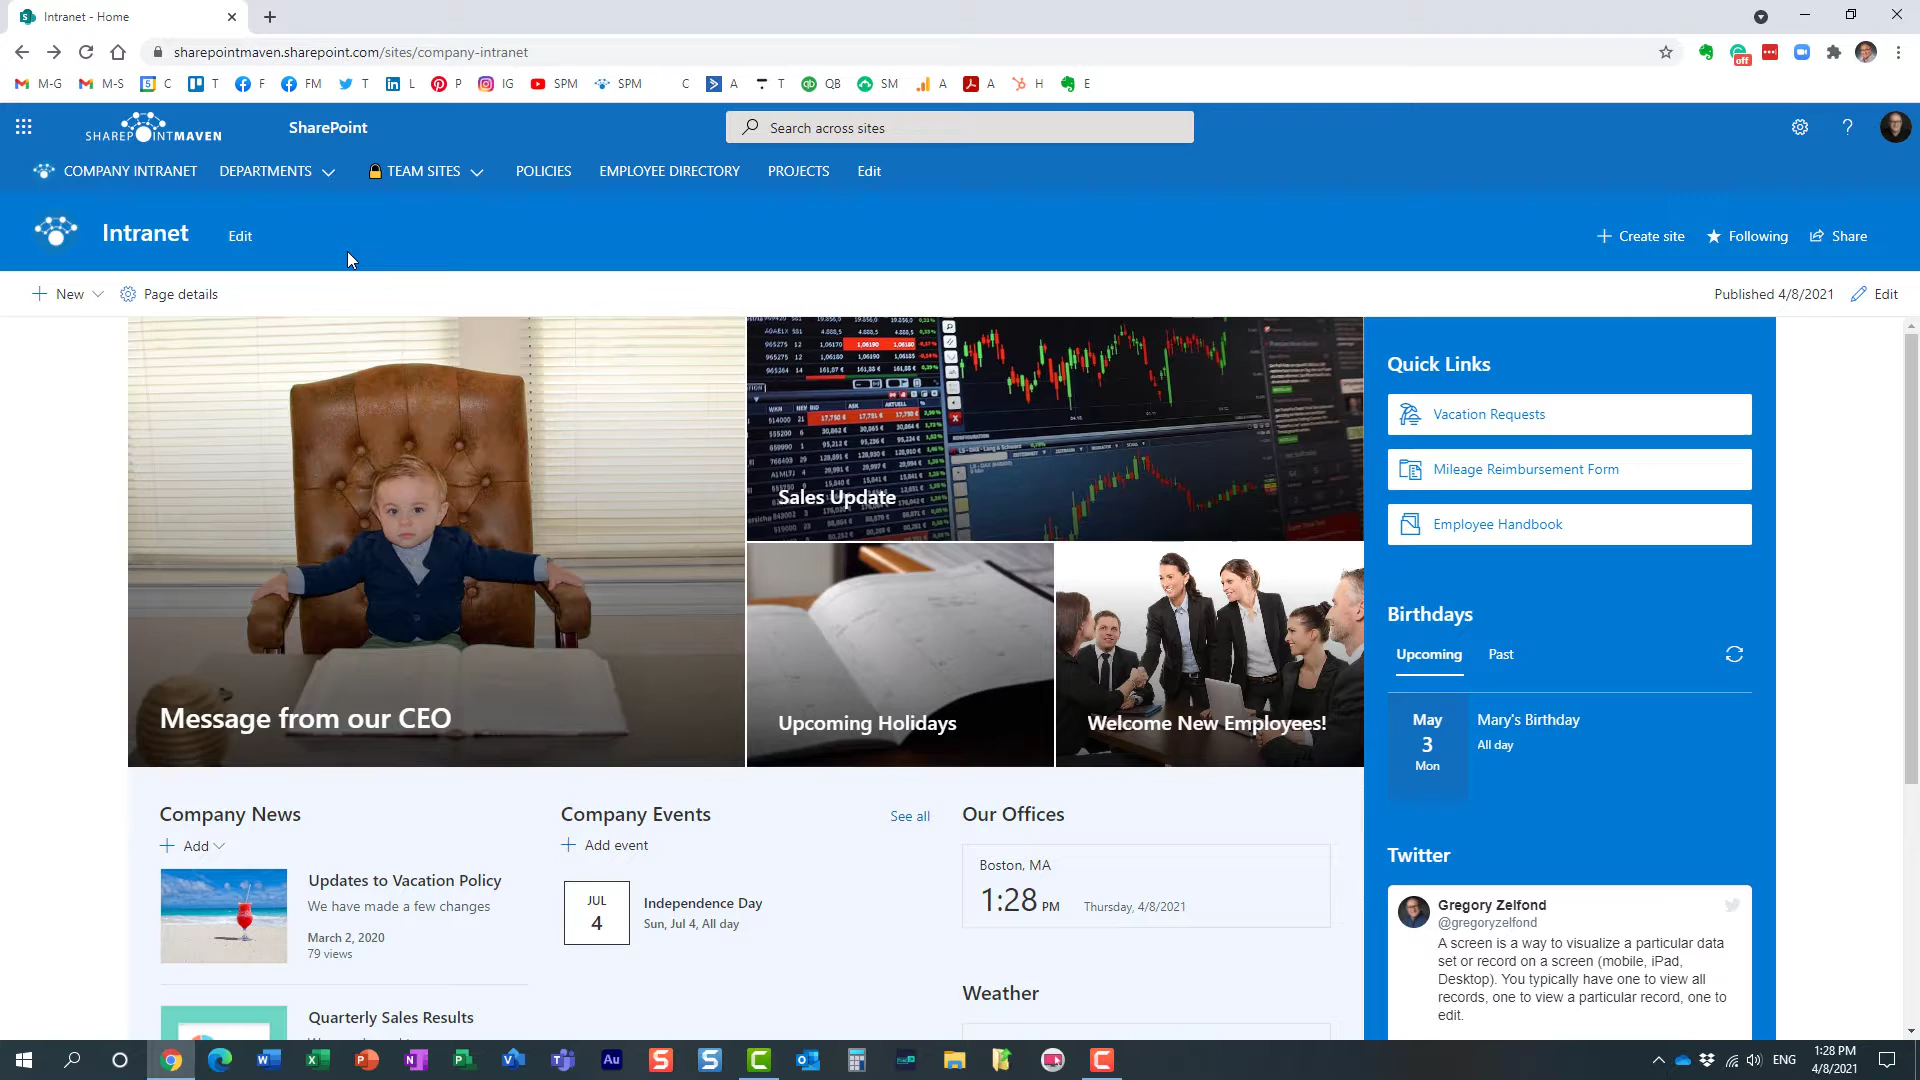 Intranet - Home
sharepointmaven.sharepoint.com/sites/company-intranet
M-G M-S C T F FM T L P IG SPM SPM C A T QB SM A A H E
off
SHAREPOINTMAVEN
SharePoint
Search across sites
COMPANY INTRANET DEPARTMENTS TEAM SITES POLICIES EMPLOYEE DIRECTORY PROJECTS Edit
Intranet Edit
Create site Following Share
New Page details
Published 4/8/2021 Edit
Message from our CEO
Sales Update
Upcoming Holidays
Welcome New Employees!
Quick Links
Vacation Requests
Mileage Reimbursement Form
Employee Handbook
Birthdays
Upcoming Past
May
3
Mon
Mary's Birthday
All day
Company News
Add
Updates to Vacation Policy
We have made a few changes
March 2, 2020
79 views
Quarterly Sales Results
Company Events
See all
Add event
JUL
4
Independence Day
Sun, Jul 4, All day
Our Offices
Boston, MA
1:28 PM Thursday, 4/8/2021
Weather
Twitter
Gregory Zelfond
@gregoryzelfond
A screen is a way to visualize a particular data
set or record on a screen (mobile, iPad,
Desktop). You typically have one to view all
records, one to view a particular record, one to
edit.
ENG
1:28 PM
4/8/2021